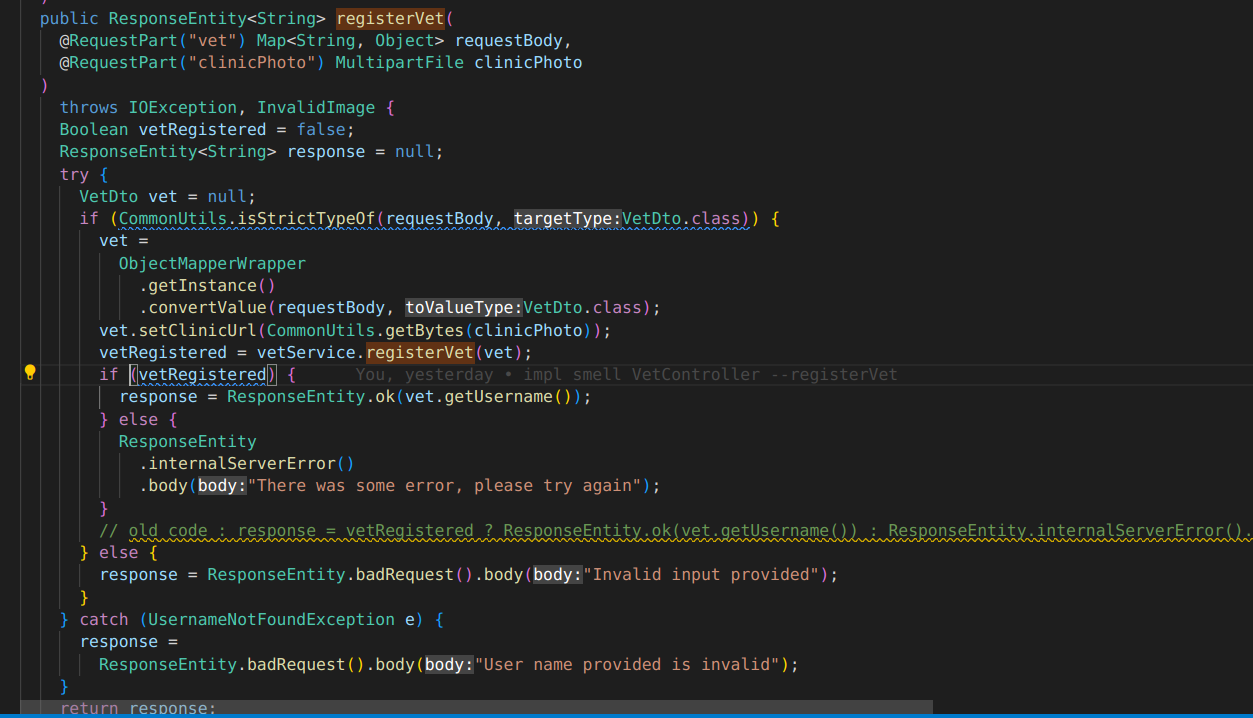 public ResponseEntity<String> registerVet(
@RequestPart("vet") Map<String, Object> requestBody,
@RequestPart("clinicPhoto") MultipartFile clinicPhoto
)
throws IOException, InvalidImage {
Boolean vetRegistered = false;
ResponseEntity<String> response = null;
try {
VetDto vet = null;
if (CommonUtils.isStrictTypeOf(requestBody, targetType:VetDto.class)) {
vet =
ObjectMapperWrapper
.getInstance()
.convertValue(requestBody, toValueType:VetDto.class);
vet.setClinicUrl(CommonUtils.getBytes(clinicPhoto));
vetRegistered = vetService.registerVet(vet);
if (vetRegistered) { You, yesterday • impl smell VetController --registerVet
response = ResponseEntity.ok(vet.getUsername());
} else {
ResponseEntity
.internalServerError()
.body(body:"There was some error, please try again");
}
// old code : response = vetRegistered ? ResponseEntity.ok(vet.getUsername()) : ResponseEntity.internalServerError().
} else {
response = ResponseEntity.badRequest().body(body:"Invalid input provided");
}
} catch (UsernameNotFoundException e) {
response =
ResponseEntity.badRequest().body(body:"User name provided is invalid");
}
return response;